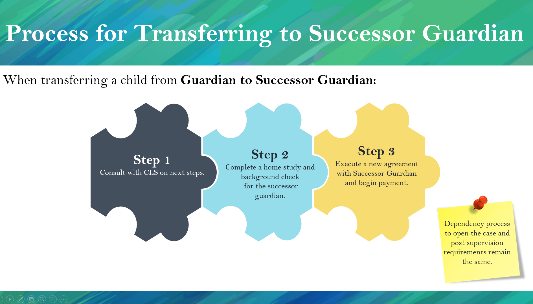 Process for Transferring to Successor Guardian
When transferring a child from Guardian to Successor Guardian:
Step 1
Consult with CLS on next steps.
Step 2
Complete a home study and
background check
for the successor
guardian.
Step 3
Execute a new agreement
with Successor Guardian
and begin payment.
Dependency process
to open the case and
post supervision
requirements remain
the same.